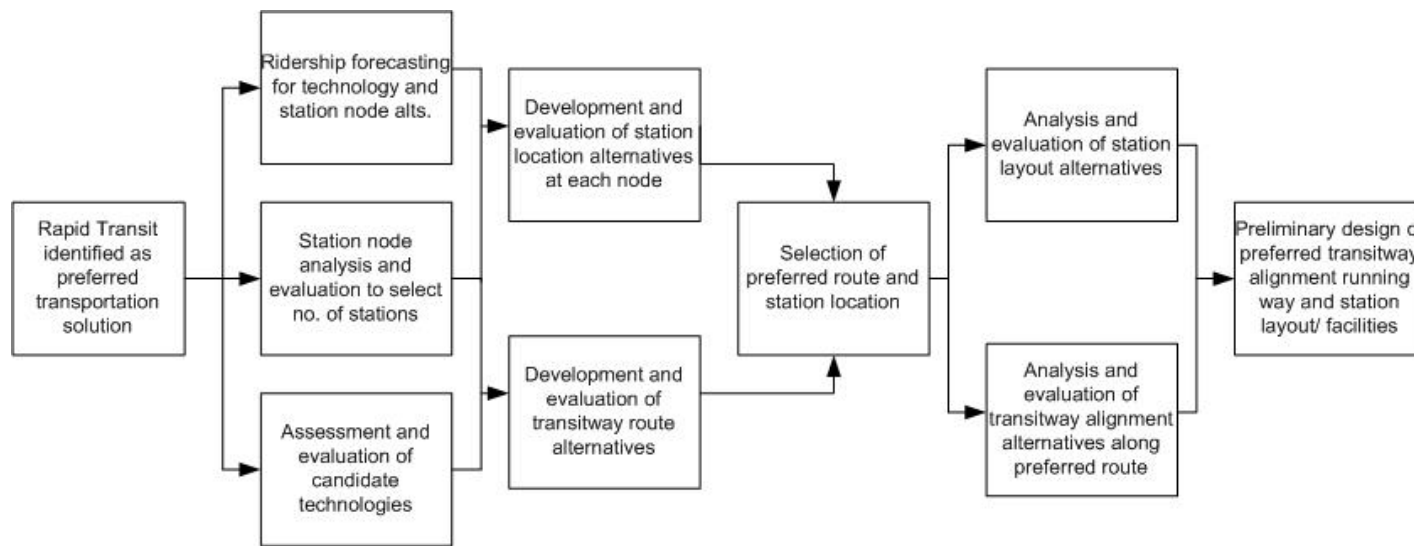 Rapid Transit
identified as
preferred
transportation
solution
Ridership forecasting
for technology and
station node alts.
Station node
analysis and
evaluation to select
no. of stations
Assessment and
evaluation of
candidate
technologies
Development and
evaluation of station
location alternatives
at each node
Development and
evaluation of
transitway route
alternatives
Selection of
preferred route and
station location
Analysis and
evaluation of station
layout alternatives
Analysis and
evaluation of
transitway alignment
alternatives along
preferred route
Preliminary design o
preferred transitway
alignment running
way and station
layout/ facilities